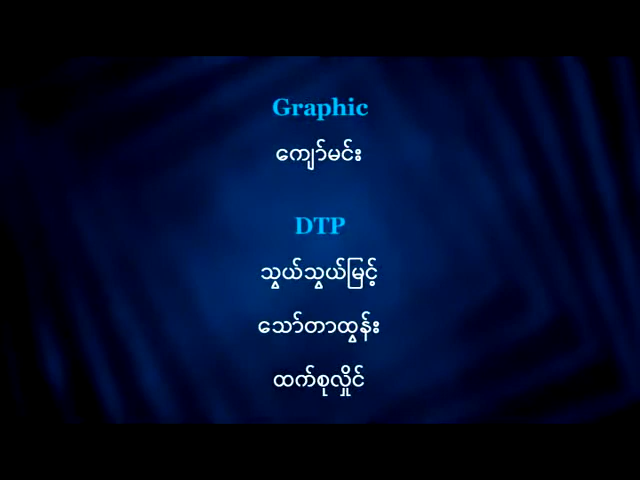 Graphic
ကျော်မင်း
DTP
သွယ်သွယ်မြင့်
သော်တာထွန်း
ထက်စုလှိုင်